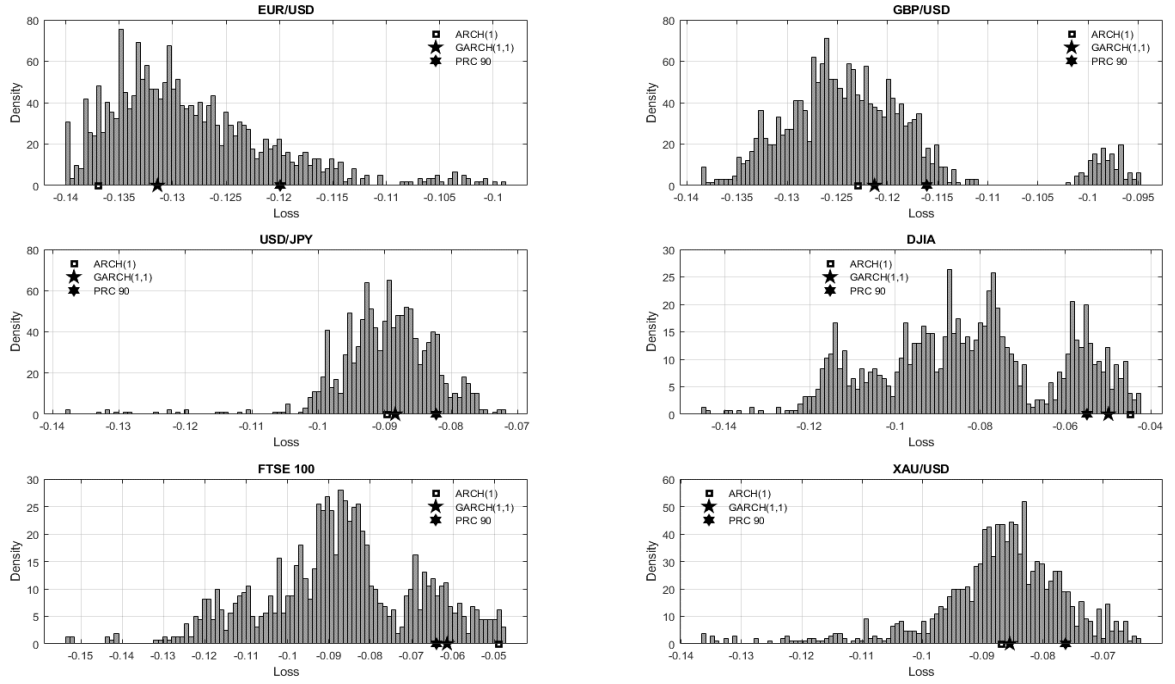 EUR/USD
80
60
40
20
0
Density
-0.14 -0.135 -0.13 -0.125 -0.12 -0.115 -0.11 -0.105 -0.1
Loss
ARCH(1)
GARCH(1,1)
PRC 90
GBP/USD
80
60
40
20
0
Density
-0.14 -0.135 -0.13 -0.125 -0.12 -0.115 -0.11 -0.105 -0.1 -0.095
Loss
ARCH(1)
GARCH(1,1)
PRC 90
USD/JPY
80
60
40
20
0
Density
-0.14 -0.13 -0.12 -0.11 -0.1 -0.09 -0.08 -0.07
Loss
ARCH(1)
GARCH(1,1)
PRC 90
DJIA
30
25
20
15
10
5
0
Density
-0.14 -0.12 -0.1 -0.08 -0.06 -0.04
Loss
ARCH(1)
GARCH(1,1)
PRC 90
FTSE 100
30
25
20
15
10
5
0
Density
-0.15 -0.14 -0.13 -0.12 -0.11 -0.1 -0.09 -0.08 -0.07 -0.06 -0.05
Loss
ARCH(1)
GARCH(1,1)
PRC 90
XAU/USD
60
50
40
30
20
10
0
Density
-0.14 -0.13 -0.12 -0.11 -0.1 -0.09 -0.08 -0.07
Loss
ARCH(1)
GARCH(1,1)
PRC 90